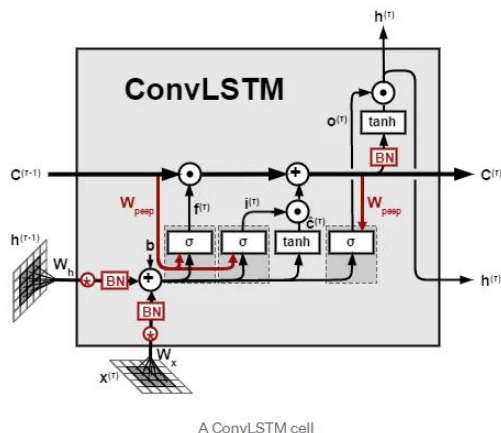 h⁽ᵗ⁾
ConvLSTM
o⁽ᵗ⁾
tanh
BN
C⁽ᵗ⁻¹⁾
C⁽ᵗ⁾
W_peep
f⁽ᵗ⁾
i⁽ᵗ⁾
ĉ⁽ᵗ⁾
W_peep
h⁽ᵗ⁻¹⁾
b
σ
σ
tanh
σ
W_h
BN
h⁽ᵗ⁾
BN
W_x
x⁽ᵗ⁾
A ConvLSTM cell